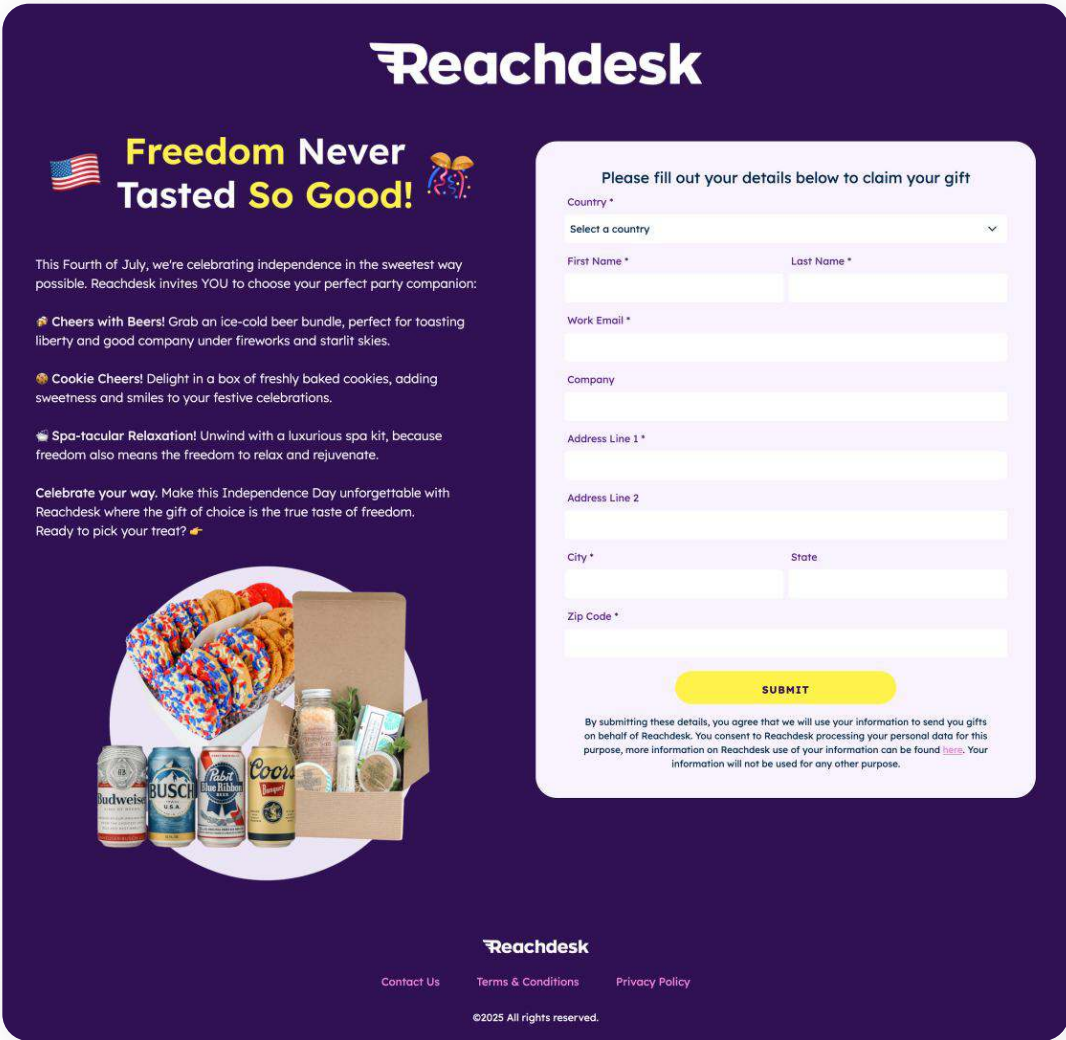 Reachdesk
Freedom Never
Tasted So Good!
This Fourth of July, we're celebrating independence in the sweetest way
possible. Reachdesk invites YOU to choose your perfect party companion:
🍻 Cheers with Beers! Grab an ice-cold beer bundle, perfect for toasting
liberty and good company under fireworks and starlit skies.
🍪 Cookie Cheers! Delight in a box of freshly baked cookies, adding
sweetness and smiles to your festive celebrations.
🛀 Spa-tacular Relaxation! Unwind with a luxurious spa kit, because
freedom also means the freedom to relax and rejuvenate.
Celebrate your way. Make this Independence Day unforgettable with
Reachdesk where the gift of choice is the true taste of freedom.
Ready to pick your treat? 👉
Budweiser
BUSCH
U.S.A.
Pabst
Blue Ribbon
BEER
Coors
Banquet
Please fill out your details below to claim your gift
Country *
Select a country
First Name * Last Name *
Work Email *
Company
Address Line 1 *
Address Line 2
City * State
Zip Code *
SUBMIT
By submitting these details, you agree that we will use your information to send you gifts
on behalf of Reachdesk. You consent to Reachdesk processing your personal data for this
purpose, more information on Reachdesk use of your information can be found here. Your
information will not be used for any other purpose.
Reachdesk
Contact Us Terms & Conditions Privacy Policy
©2025 All rights reserved.